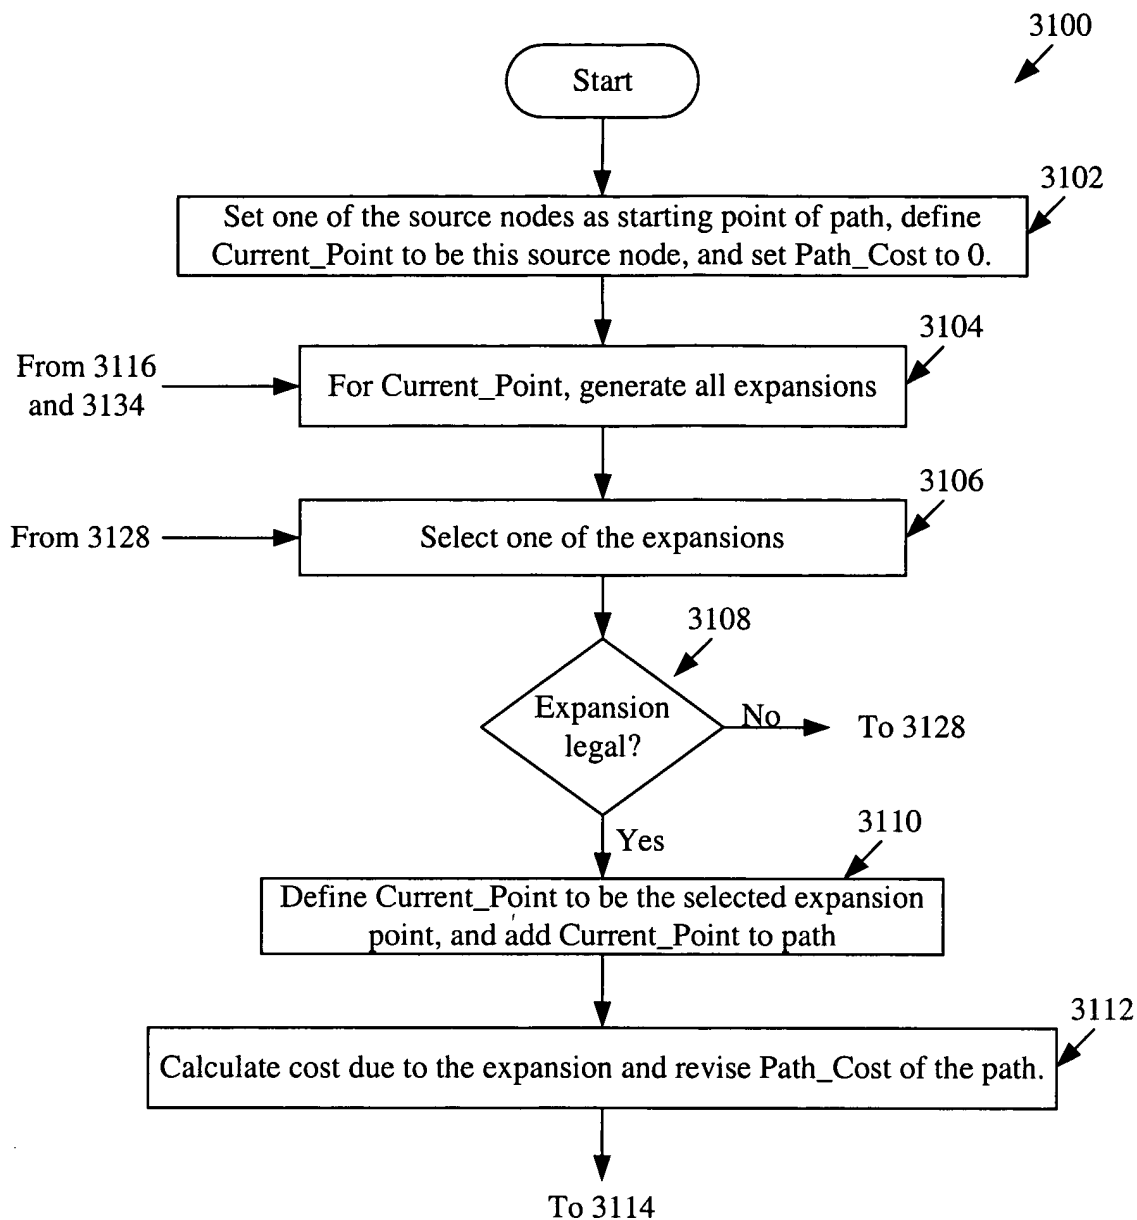 3100
Start
3102
Set one of the source nodes as starting point of path, define
Current_Point to be this source node, and set Path_Cost to 0.
3104
From 3116
and 3134
For Current_Point, generate all expansions
3106
From 3128
Select one of the expansions
3108
Expansion
legal?
No
To 3128
Yes
3110
Define Current_Point to be the selected expansion
point, and add Current_Point to path
3112
Calculate cost due to the expansion and revise Path_Cost of the path.
To 3114